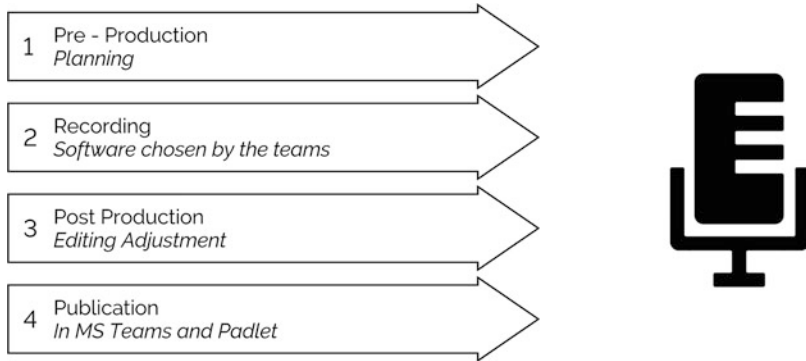 1 Pre - Production
Planning
2 Recording
Software chosen by the teams
3 Post Production
Editing Adjustment
4 Publication
In MS Teams and Padlet